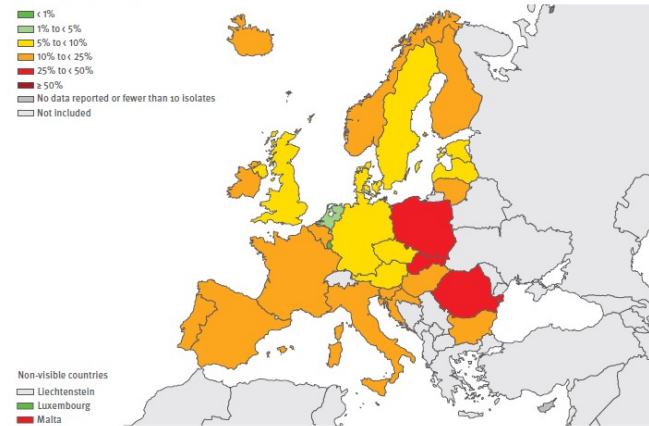 < 1%
1% to < 5%
5% to < 10%
10% to < 25%
25% to < 50%
≥ 50%
No data reported or fewer than 10 isolates
Not included
Non-visible countries
Liechtenstein
Luxembourg
Malta